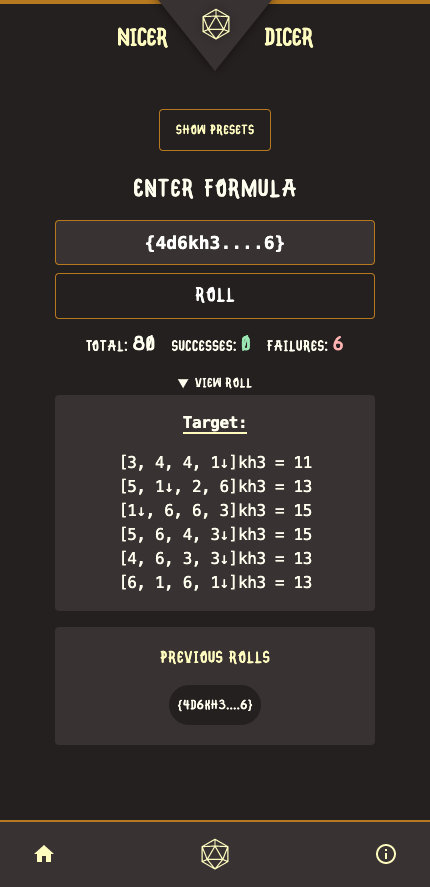 NICER DICER
SHOW PRESETS
ENTER FORMULA
{4d6kh3....6}
ROLL
TOTAL: 80 SUCCESSES: 0 FAILURES: 6
▼ VIEW ROLL
Target:
[3, 4, 4, 1↓]kh3 = 11
[5, 1↓, 2, 6]kh3 = 13
[1↓, 6, 6, 3]kh3 = 15
[5, 6, 4, 3↓]kh3 = 15
[4, 6, 3, 3↓]kh3 = 13
[6, 1, 6, 1↓]kh3 = 13
PREVIOUS ROLLS
{4D6KH3....6}